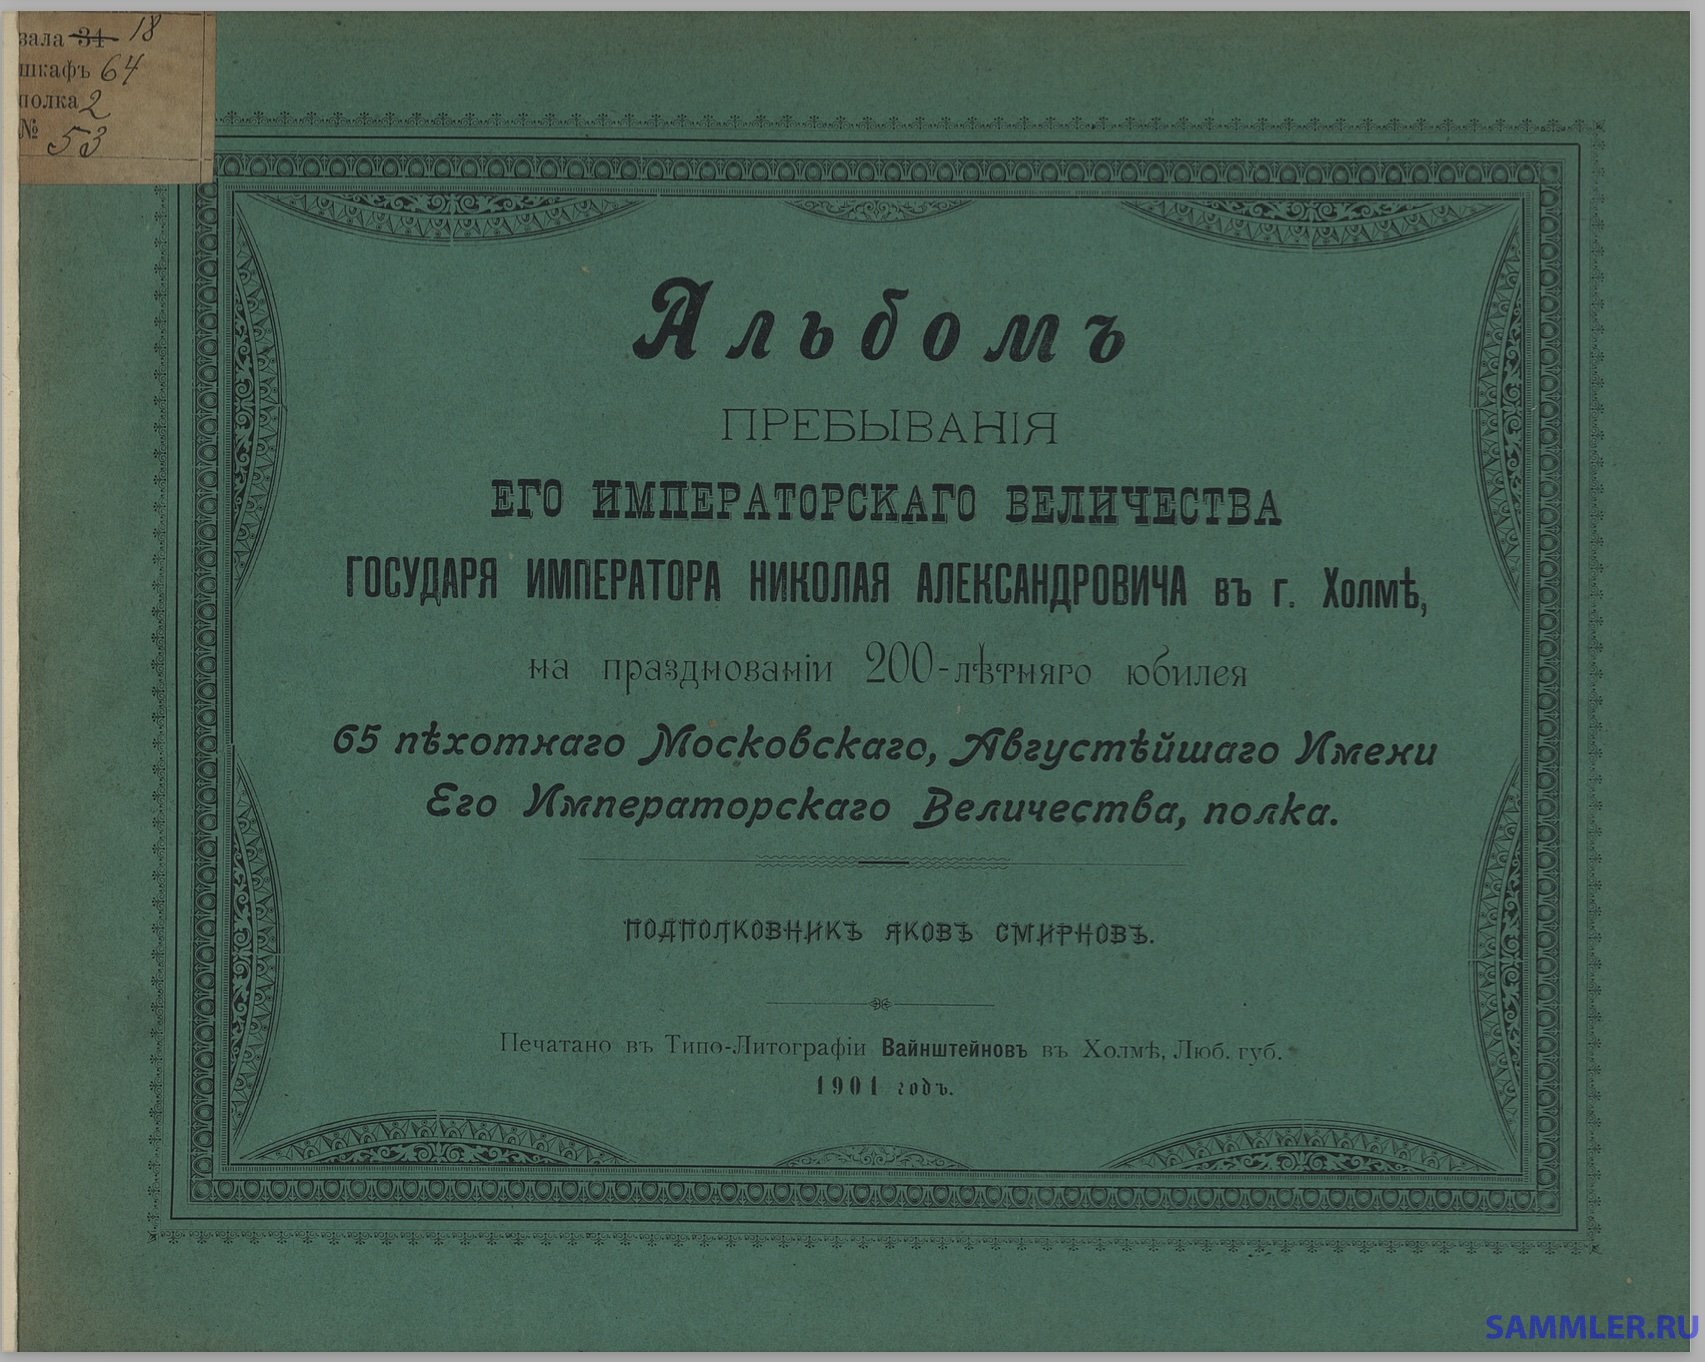 зала 34 18
шкафъ 64
полка 2
№ 53
Альбомъ
ПРЕБЫВАНІЯ
ЕГО ИМПЕРАТОРСКАГО ВЕЛИЧЕСТВА
ГОСУДАРЯ ИМПЕРАТОРА НИКОЛАЯ АЛЕКСАНДРОВИЧА въ г. Холмѣ,
на праздновании 200-лѣтняго юбилея
65 пѣхотнаго Московскаго, Августѣйшаго Имени
Его Императорскаго Величества, полка.
ПОДПОЛКОВНИКЪ ЯКОВЪ СМИРНОВЪ.
Печатано въ Типо-Литографіи Вайнштейновъ въ Холмѣ, Люб. губ.
1901 годъ.
SAMMLER.RU